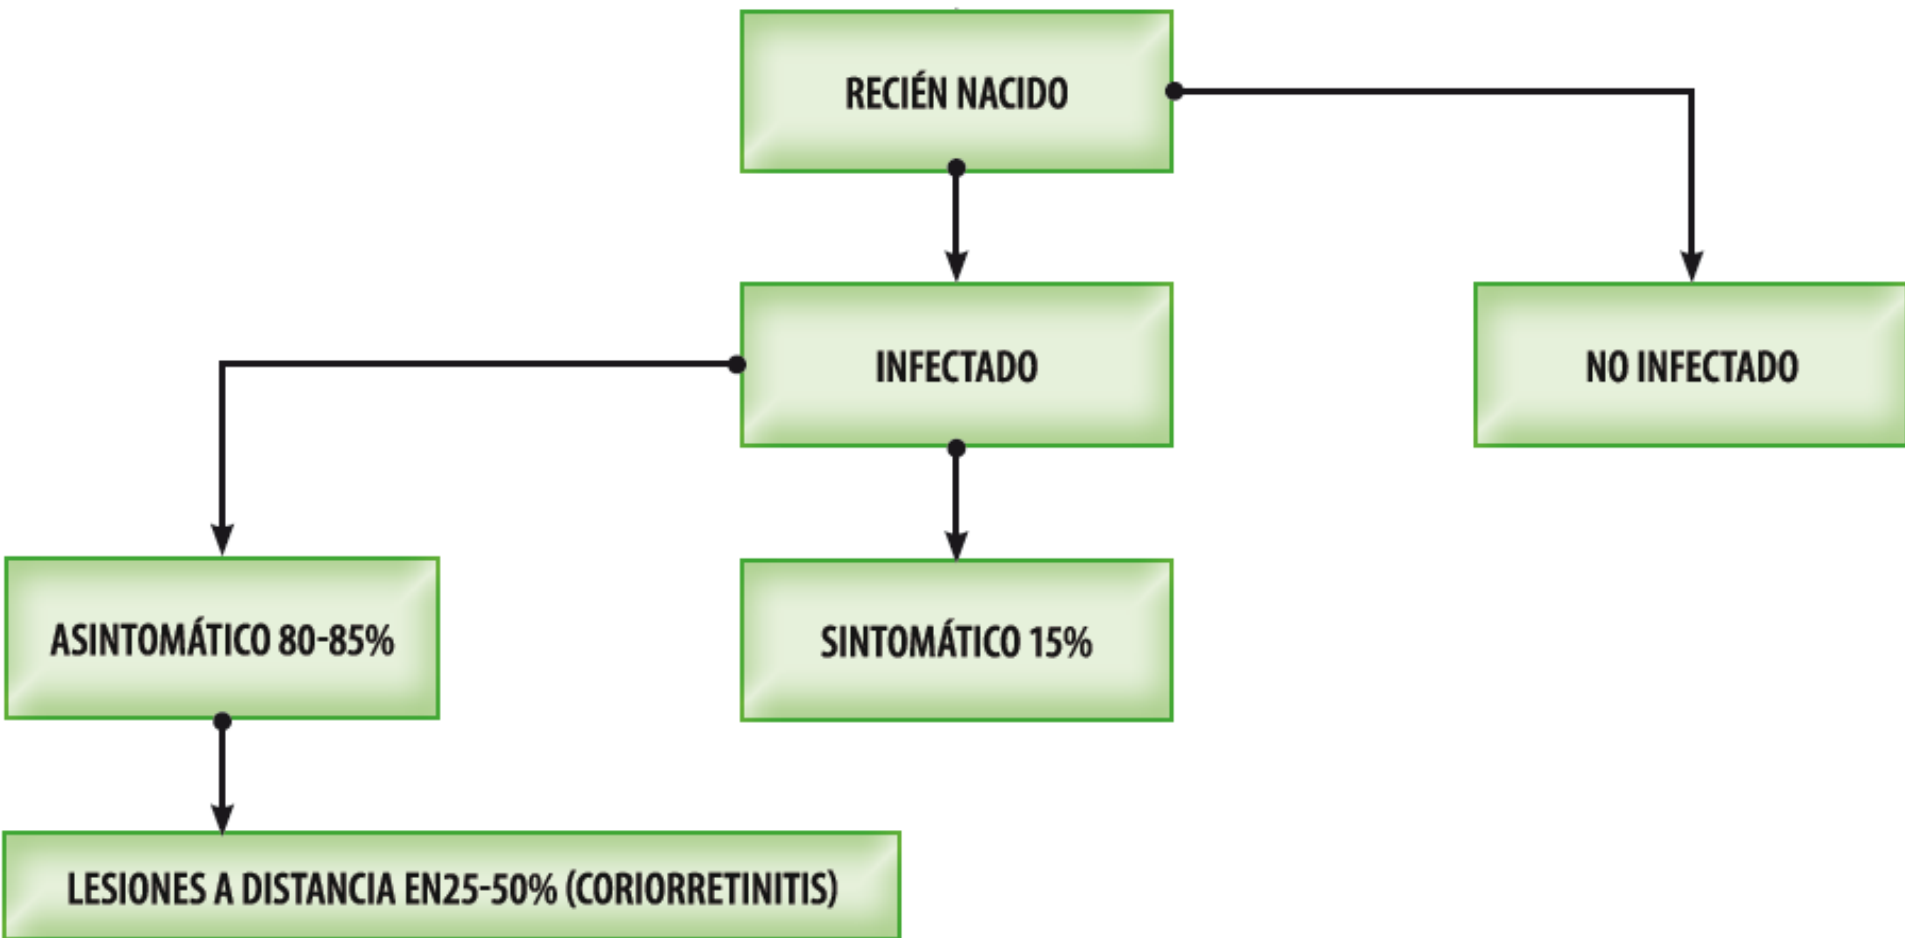 RECIÉN NACIDO
INFECTADO
NO INFECTADO
ASINTOMÁTICO 80-85%
SINTOMÁTICO 15%
LESIONES A DISTANCIA EN25-50% (CORIORRETINITIS)